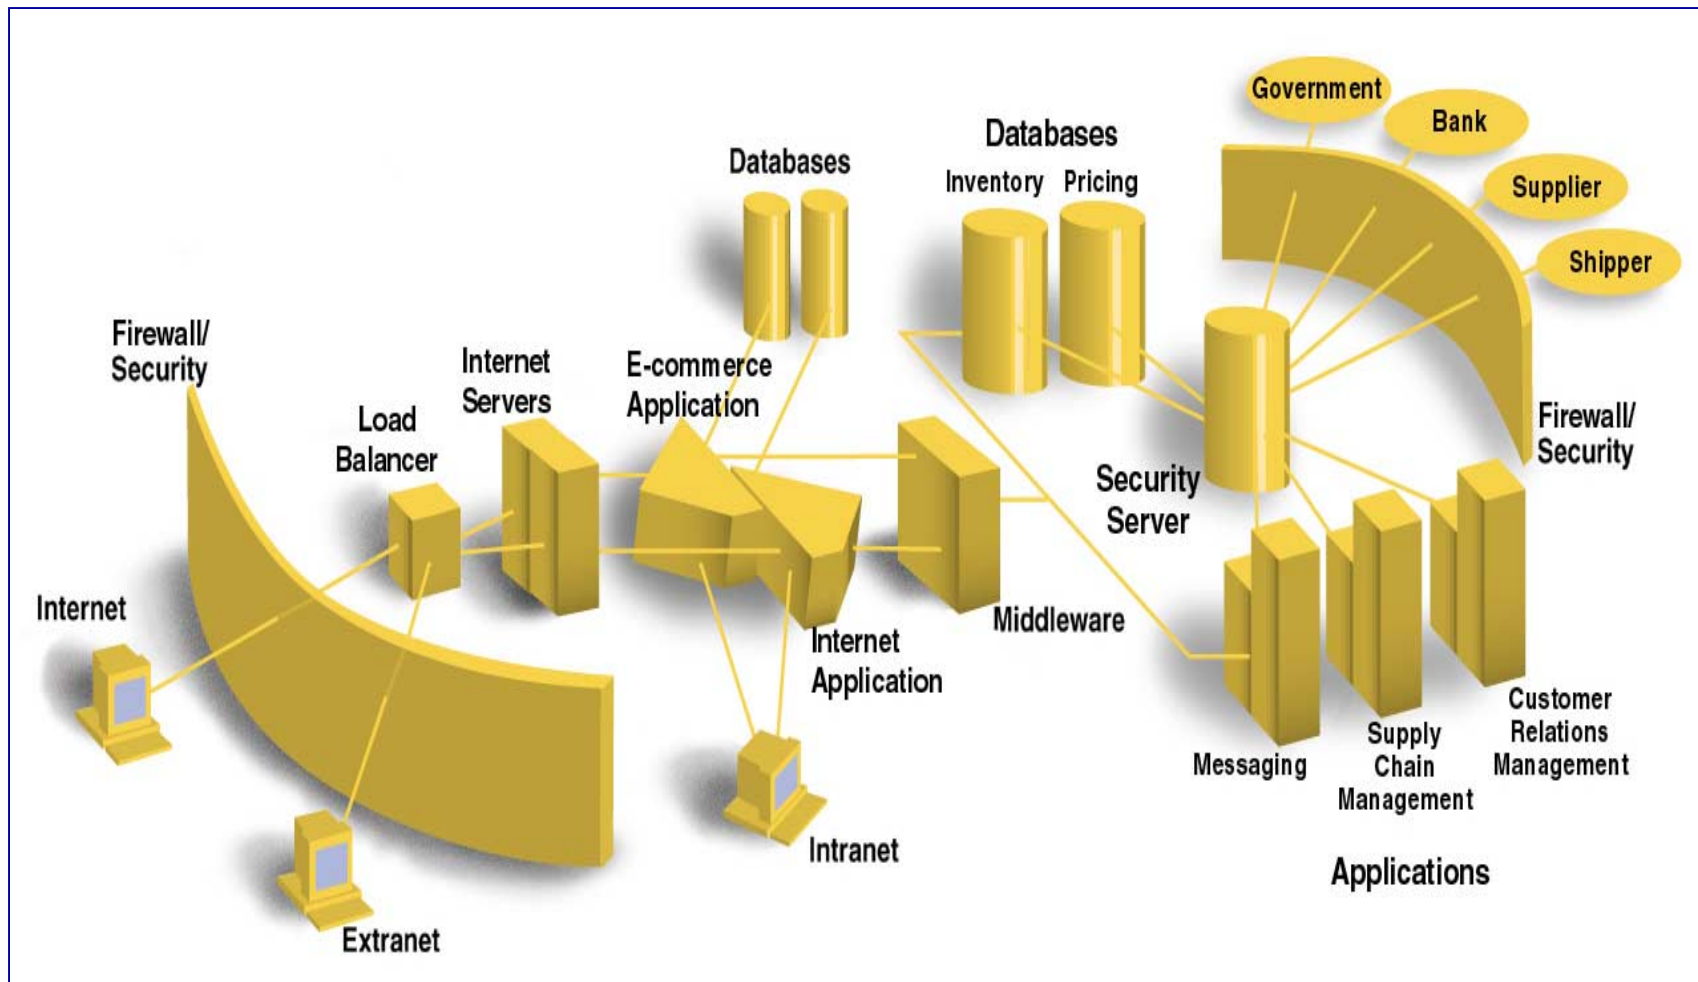 Government
Bank
Supplier
Shipper
Databases
Inventory Pricing
Databases
Firewall/
Security
Internet
Servers
E-commerce
Application
Load
Balancer
Security
Server
Firewall/
Security
Internet
Middleware
Internet
Application
Messaging
Supply
Chain
Management
Customer
Relations
Management
Intranet
Extranet
Applications